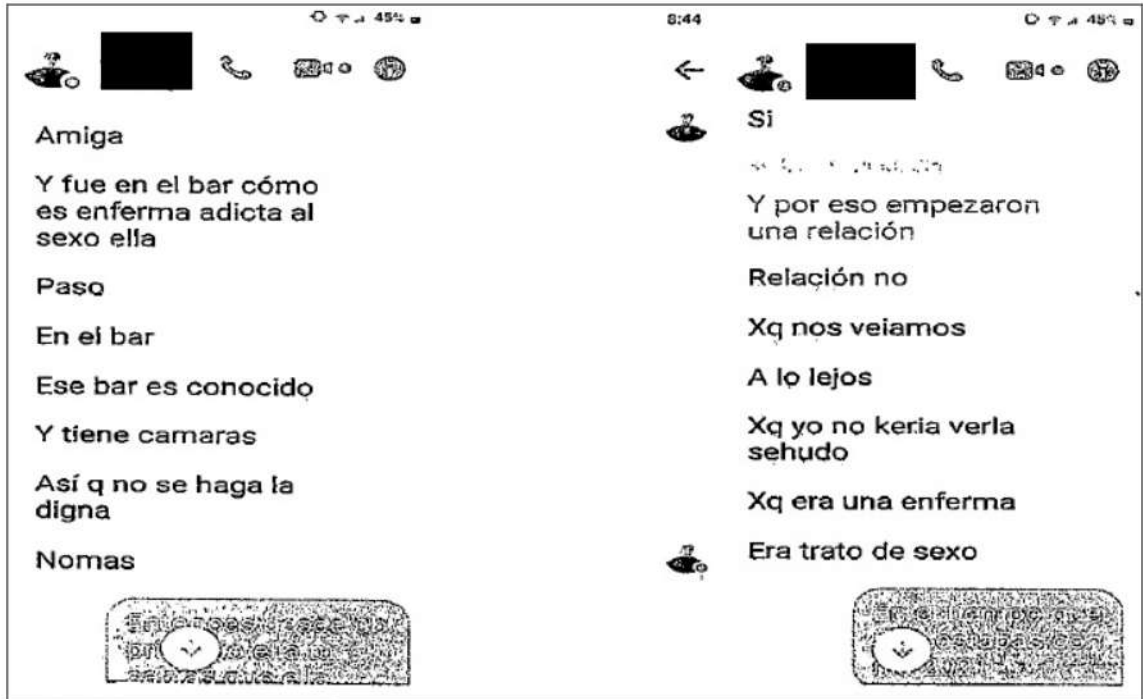 45%
Amiga
Y fue en el bar cómo
es enferma adicta al
sexo ella
Paso
En el bar
Ese bar es conocido
Y tiene camaras
Así q no se haga la
digna
Nomas
8:44
45%
Si
Y por eso empezaron
una relación
Relación no
Xq nos veiamos
A lo lejos
Xq yo no keria verla
sehudo
Xq era una enferma
Era trato de sexo